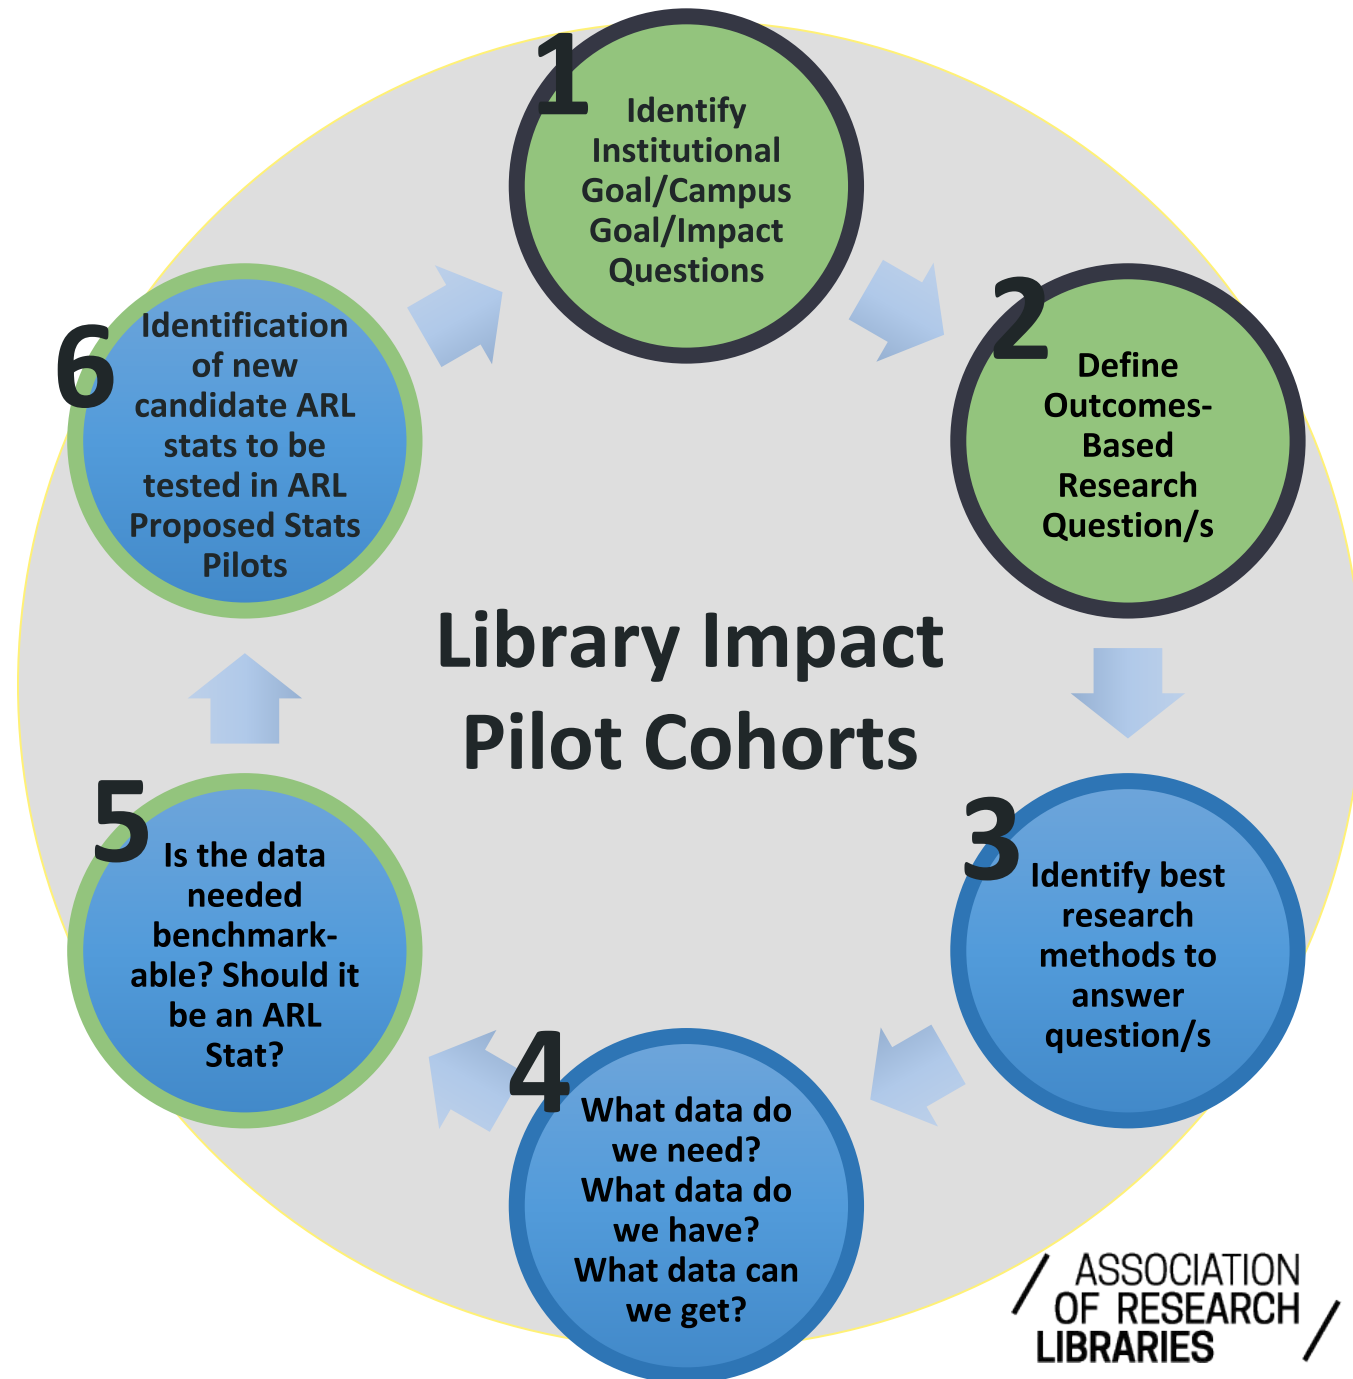 1
Identify
Institutional
Goal/Campus
Goal/Impact
Questions
2
Define
Outcomes-
Based
Research
Question/s
3
Identify best
research
methods to
answer
question/s
4
What data do
we need?
What data do
we have?
What data can
we get?
5
Is the data
needed
benchmark-
able? Should it
be an ARL
Stat?
6
Identification
of new
candidate ARL
stats to be
tested in ARL
Proposed Stats
Pilots
Library Impact
Pilot Cohorts
ASSOCIATION
OF RESEARCH
LIBRARIES